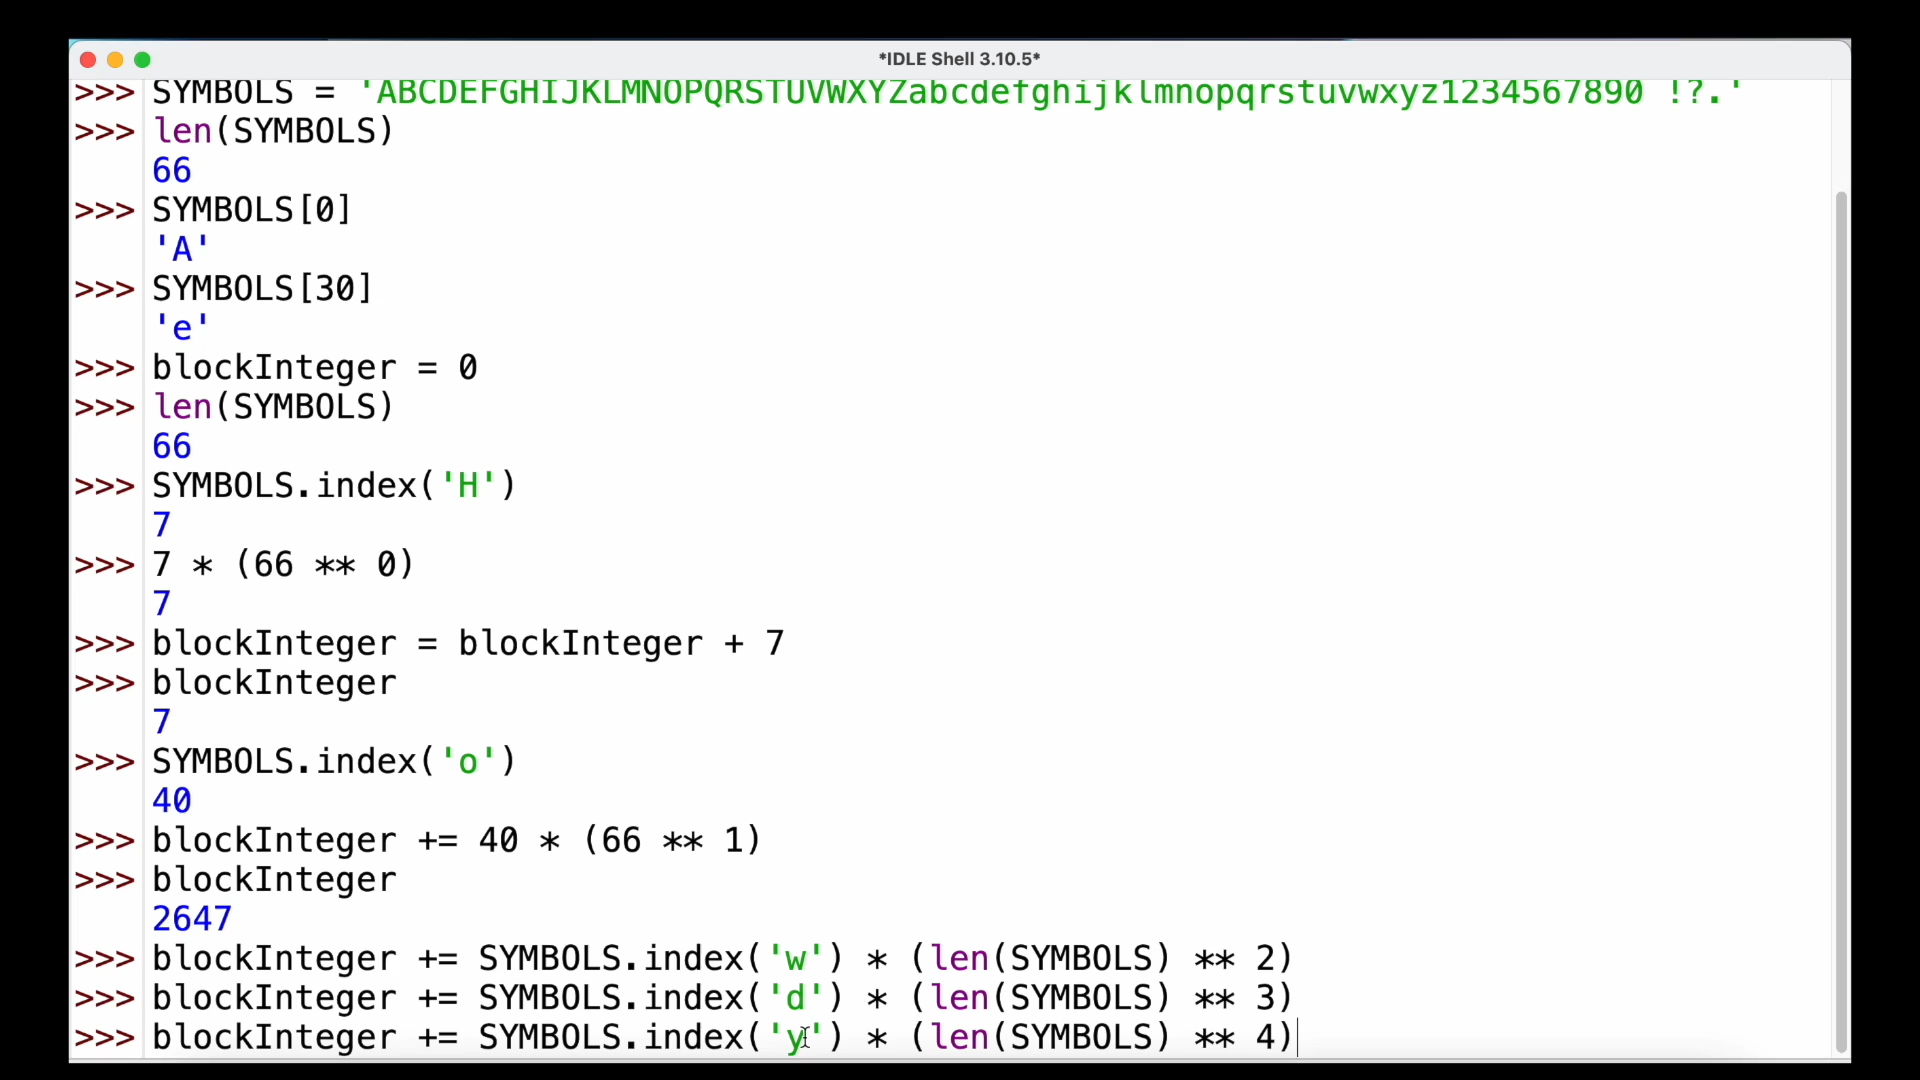 *IDLE Shell 3.10.5*
>>> SYMBOLS = 'ABCDEFGHIJKLMNOPQRSTUVWXYZabcdefghijklmnopqrstuvwxyz1234567890 !?.'
>>> len(SYMBOLS)
66
>>> SYMBOLS[0]
'A'
>>> SYMBOLS[30]
'e'
>>> blockInteger = 0
>>> len(SYMBOLS)
66
>>> SYMBOLS.index('H')
7
>>> 7 * (66 ** 0)
7
>>> blockInteger = blockInteger + 7
>>> blockInteger
7
>>> SYMBOLS.index('o')
40
>>> blockInteger += 40 * (66 ** 1)
>>> blockInteger
2647
>>> blockInteger += SYMBOLS.index('w') * (len(SYMBOLS) ** 2)
>>> blockInteger += SYMBOLS.index('d') * (len(SYMBOLS) ** 3)
>>> blockInteger += SYMBOLS.index('y') * (len(SYMBOLS) ** 4)